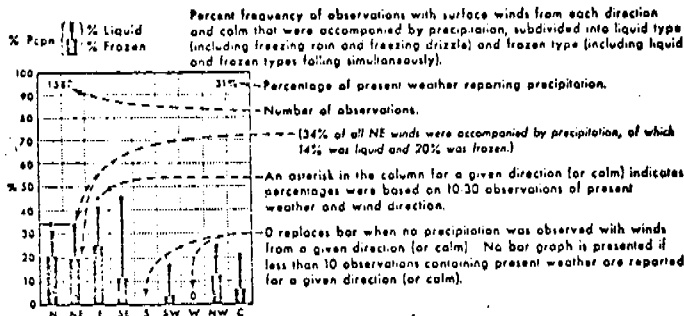 Percent frequency of observations with surface winds from each direction
and calm that were accompanied by precipitation, subdivided into liquid type
(including freezing rain and freezing drizzle) and frozen type (including liquid
and frozen types falling simultaneously).
% Pcpn
% Liquid
% Frozen
100
90
80
70
60
50
40
30
20
10
0
%
31%
Percentage of present weather reporting precipitation.
Number of observations.
(34% of all NE winds were accompanied by precipitation, of which
14% was liquid and 20% was frozen.)
An asterisk in the column for a given direction (or calm) indicates
percentages were based on 10-30 observations of present
weather and wind direction.
0 replaces bar when no precipitation was observed with winds
from a given direction (or calm) No bar graph is presented if
less than 10 observations containing present weather are reported
for a given direction (or calm).
0
N NE E SE S SW W NW C